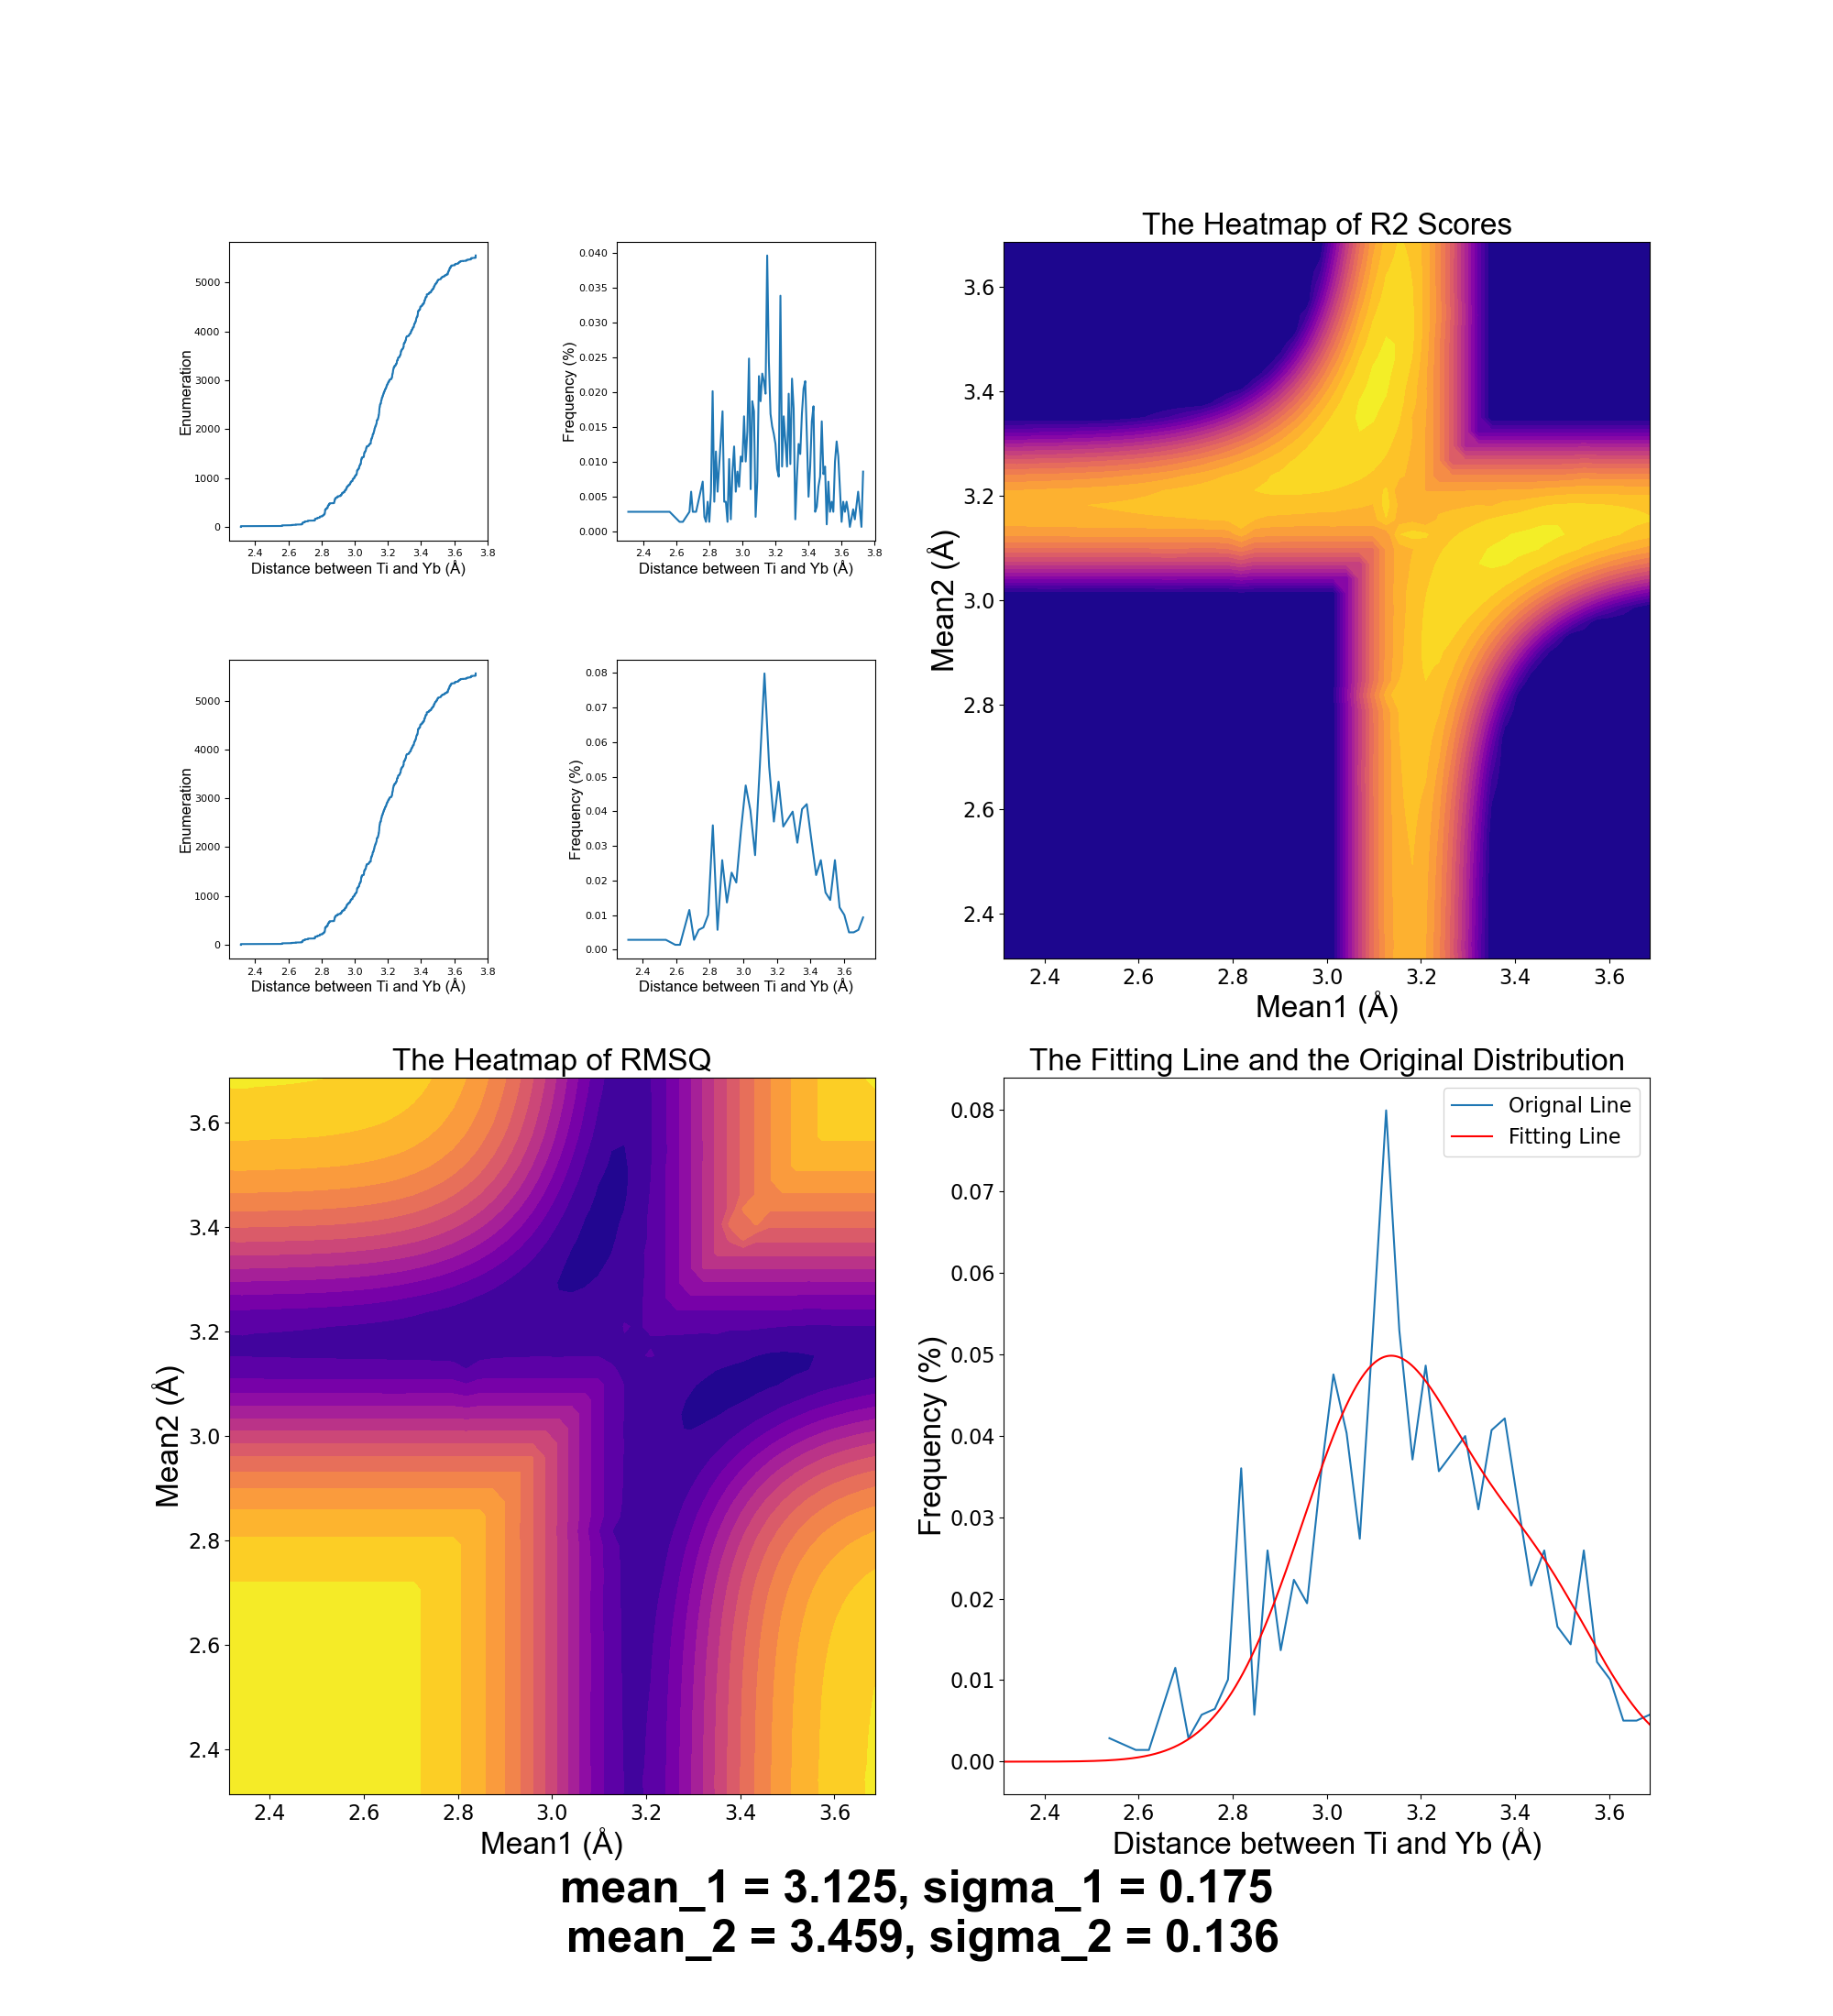 5000
4000
3000
2000
1000
0
Enumeration
2.4 2.6 2.8 3.0 3.2 3.4 3.6 3.8
Distance between Ti and Yb (Å)
0.040
0.035
0.030
0.025
0.020
0.015
0.010
0.005
0.000
Frequency (%)
2.4 2.6 2.8 3.0 3.2 3.4 3.6 3.8
Distance between Ti and Yb (Å)
The Heatmap of R2 Scores
3.6
3.4
3.2
3.0
2.8
2.6
2.4
Mean2 (Å)
2.4 2.6 2.8 3.0 3.2 3.4 3.6
Mean1 (Å)
5000
4000
3000
2000
1000
0
Enumeration
2.4 2.6 2.8 3.0 3.2 3.4 3.6 3.8
Distance between Ti and Yb (Å)
0.08
0.07
0.06
0.05
0.04
0.03
0.02
0.01
0.00
Frequency (%)
2.4 2.6 2.8 3.0 3.2 3.4 3.6
Distance between Ti and Yb (Å)
The Heatmap of RMSQ
3.6
3.4
3.2
3.0
2.8
2.6
2.4
Mean2 (Å)
2.4 2.6 2.8 3.0 3.2 3.4 3.6
Mean1 (Å)
The Fitting Line and the Original Distribution
Orignal Line
Fitting Line
0.08
0.07
0.06
0.05
0.04
0.03
0.02
0.01
0.00
Frequency (%)
2.4 2.6 2.8 3.0 3.2 3.4 3.6
Distance between Ti and Yb (Å)
mean_1 = 3.125, sigma_1 = 0.175
mean_2 = 3.459, sigma_2 = 0.136